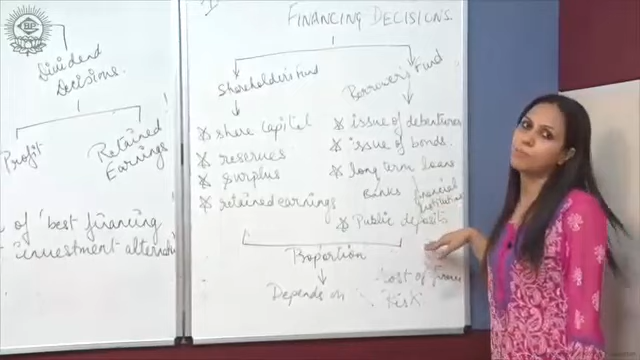 Dividend
Decisions.
Profit
Retained
Earnings
of 'best financing
investment alternati
FINANCING DECISIONS.
Shareholders Fund
* share capital
* reserves
* surplus
* retained earnings
Borrower's Fund
* issue of debentures
* issue of bonds.
* long term loans
Banks
financial
institutions
* Public deposits
Proportion
Depends on
Cost of finance
Risk